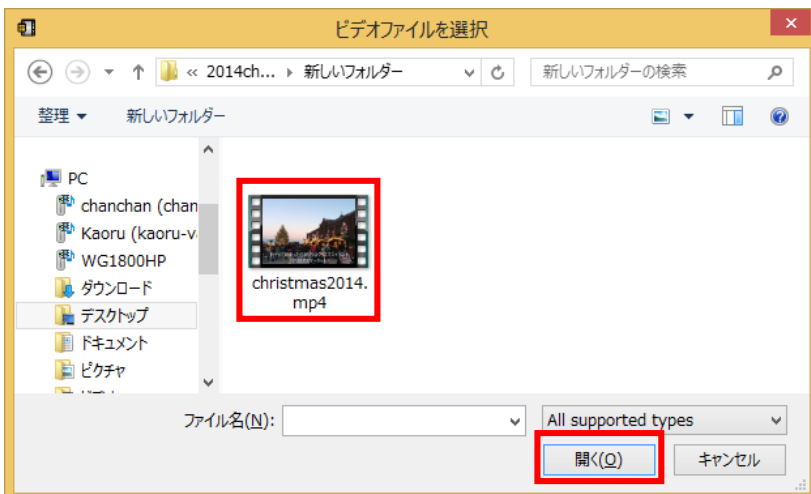 ビデオファイルを選択
« 2014ch... 新しいフォルダー
新しいフォルダーの検索
整理
新しいフォルダー
PC
chanchan (chan
Kaoru (kaoru-v
WG1800HP
ダウンロード
デスクトップ
ドキュメント
ピクチャ
christmas2014.
mp4
ファイル名(N):
All supported types
開く(O)
キャンセル